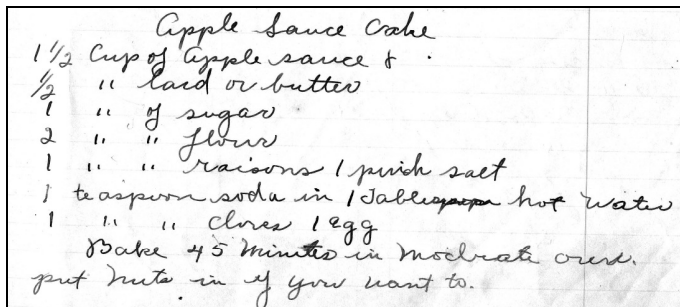 Apple Sauce Cake
1 1/2 Cup of Apple sauce &
1/2 " lard or butter
1 " of sugar
2 " " flour
1 " " raisons 1 pinch salt
1 teaspoon soda in 1 Tablespoon hot water
1 " " cloves 1 egg
Bake 45 Minutes in Modrate oven.
put Nuts in if you want to.